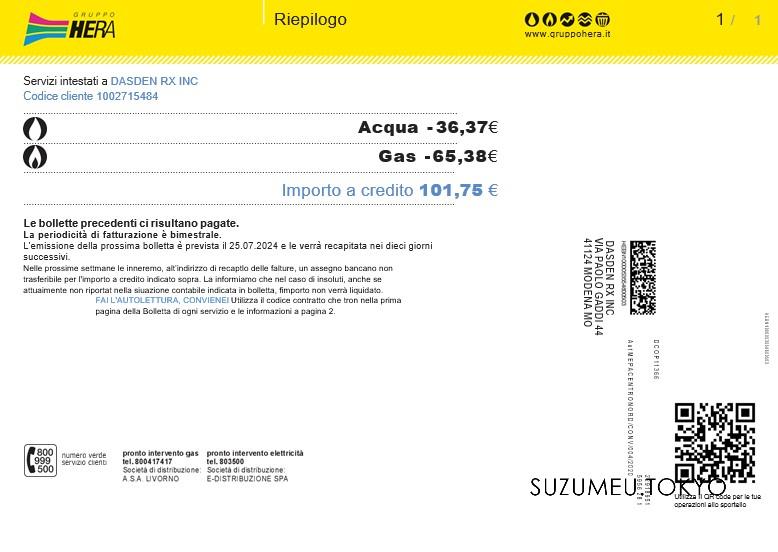 GRUPPO
HERA
Riepilogo
www.gruppohera.it
1 / 1
Servizi intestati a DASDEN RX INC
Codice cliente 1002715484
Acqua -36,37€
Gas -65,38€
Importo a credito 101,75 €
Le bollette precedenti ci risultano pagate.
La periodicità di fatturazione è bimestrale.
L'emissione della prossima bolletta è prevista il 25.07.2024 e le verrà recapitata nei dieci giorni
successivi.
Nelle prossime settimane le inneremo, all'indirizzo di recaptlo delle falture, un assegno bancario non
trasferibile per l'importo a credito indicato sopra. La informiamo che nel caso di insoluti, anche se
attuaimente non riportat nella siuazione contabile indicata in bolletta, fimporto non verrà liquidato.
FAI L'AUTOLETTURA, CONVIENEI Utilizza il codice contratto che tron nella prima
pagina della Bolletta di ogni servizio e le informazioni a pagina 2.
DASDEN RX INC
VIA PAOLO GADDI 44
41124 MODENA MO
DCOP11366
800
999
500
numero verde
servizio clienti
pronto intervento gas
tel. 800417417
Società di distribuzione:
A.S.A. LIVORNO
pronto intervento elettricità
tel. 803500
Società di distribuzione:
E-DISTRIBUZIONE SPA
SUZUMEU TOKYO
Utilizza il QR code per le tue
operazioni allo sportello